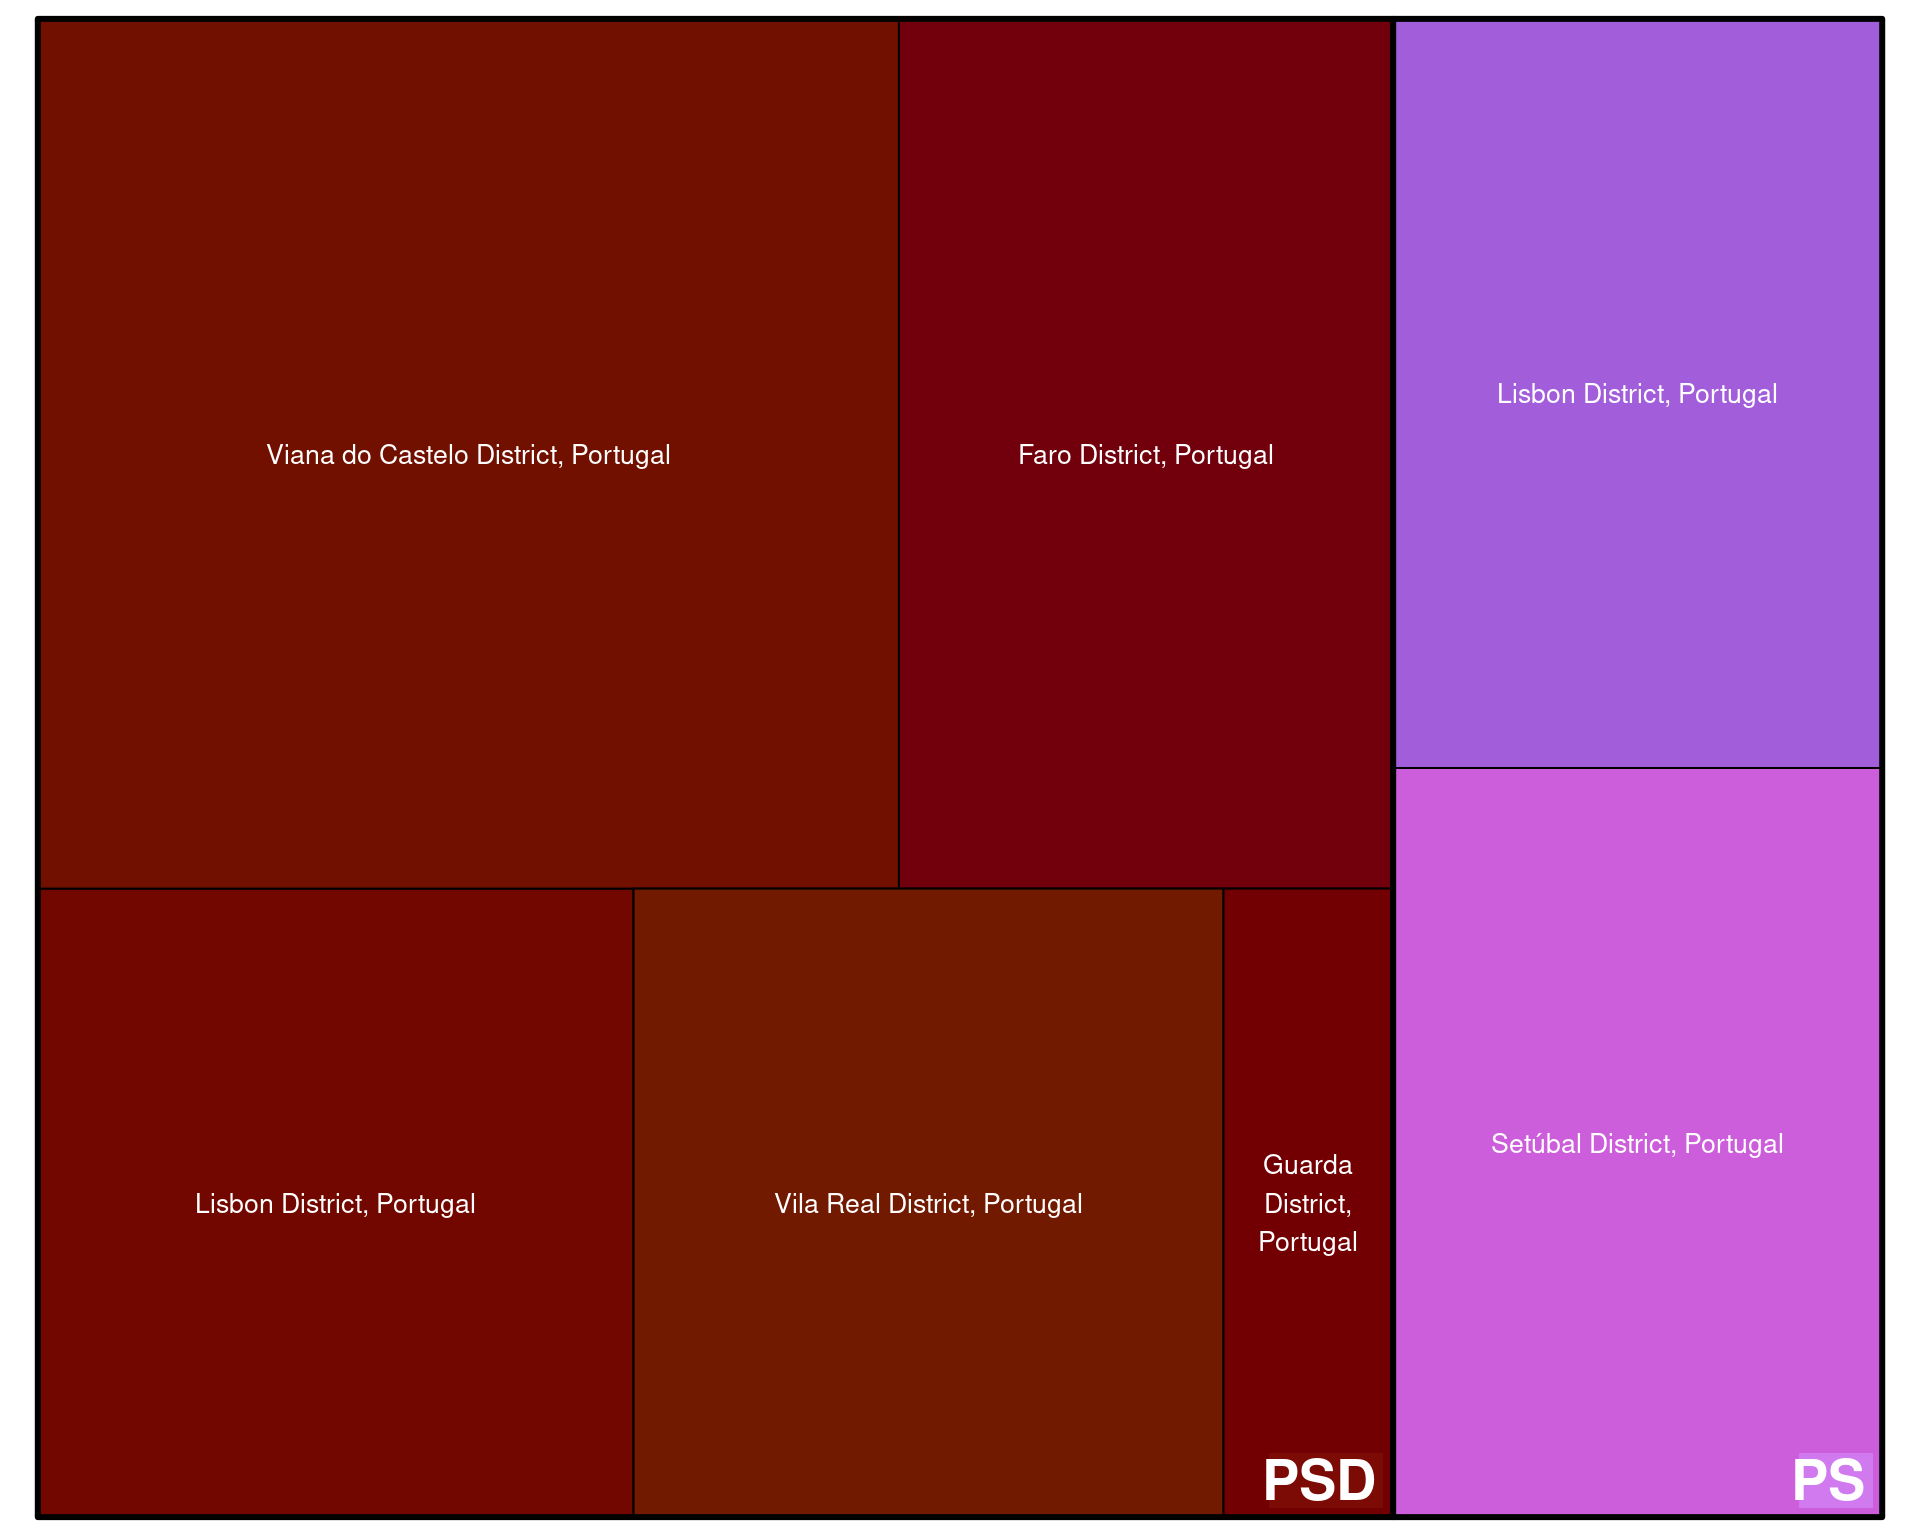 Viana do Castelo District, Portugal
Faro District, Portugal
Lisbon District, Portugal
Lisbon District, Portugal
Vila Real District, Portugal
Guarda
District,
Portugal
Setúbal District, Portugal
PSD
PS